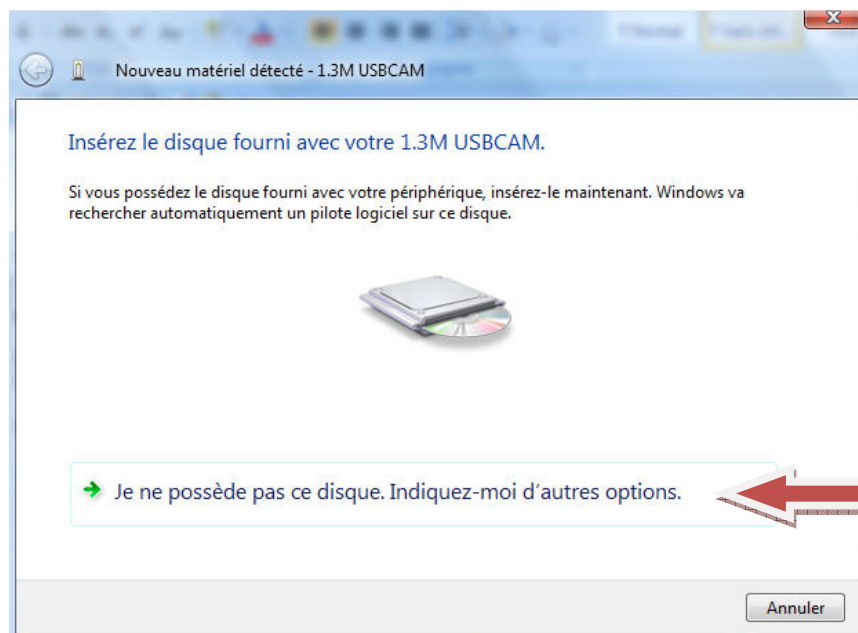 Nouveau matériel détecté - 1.3M USBCAM
Insérez le disque fourni avec votre 1.3M USBCAM.
Si vous possédez le disque fourni avec votre périphérique, insérez-le maintenant. Windows va
rechercher automatiquement un pilote logiciel sur ce disque.
Je ne possède pas ce disque. Indiquez-moi d'autres options.
Annuler